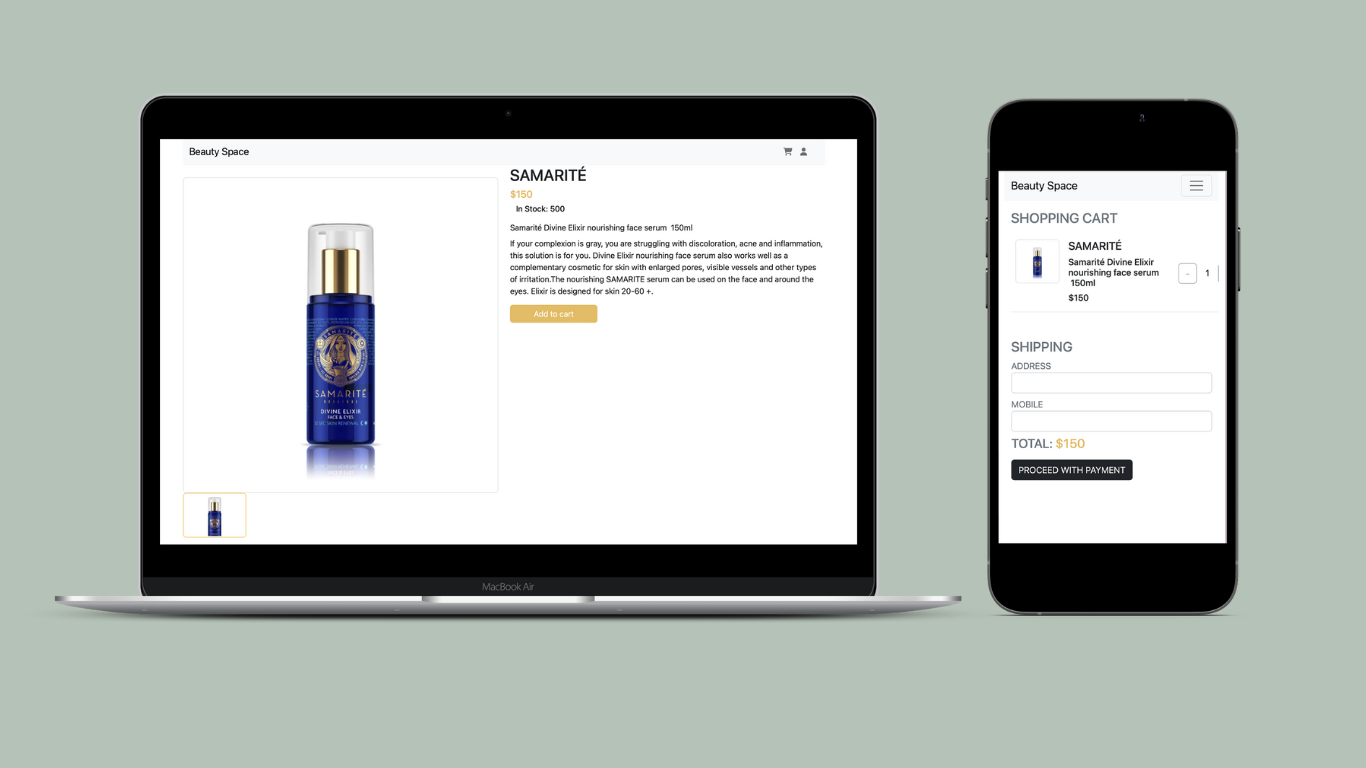 Beauty Space
SAMARITÉ
$150
In Stock: 500
Samarité Divine Elixir nourishing face serum 150ml
If your complexion is gray, you are struggling with discoloration, acne and inflammation,
this solution is for you. Divine Elixir nourishing face serum also works well as a
complementary cosmetic for skin with enlarged pores, visible vessels and other types
of irritation.The nourishing SAMARITE serum can be used on the face and around the
eyes. Elixir is designed for skin 20-60 +.
Add to cart
SAMARITÉ
DIVINE ELIXIR
FACE & EYES
MacBook Air
Beauty Space
SHOPPING CART
SAMARITÉ
Samarité Divine Elixir
nourishing face serum
150ml
$150
- 1
SHIPPING
ADDRESS
MOBILE
TOTAL: $150
PROCEED WITH PAYMENT